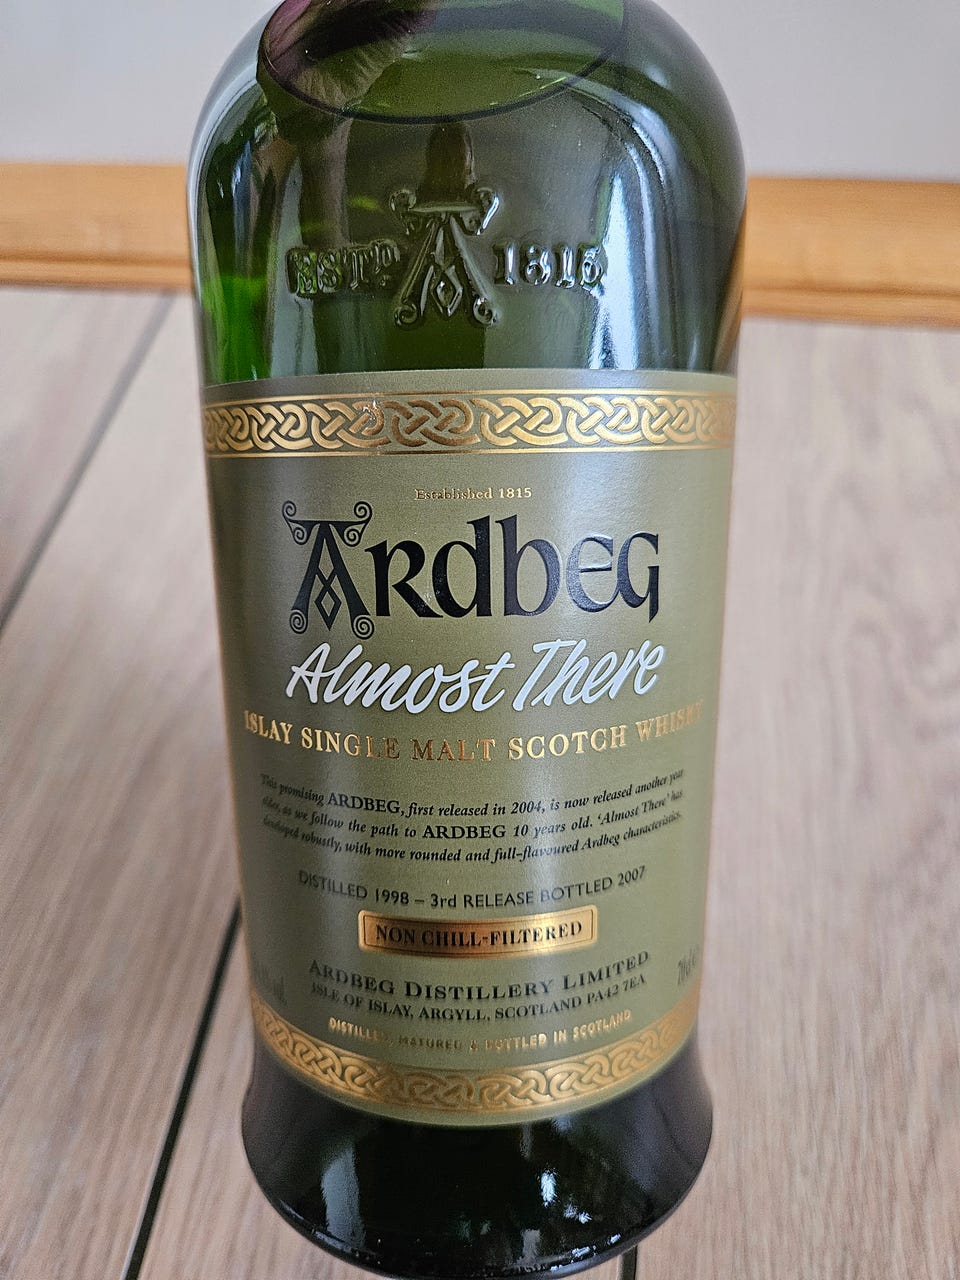 ESTD A 1815
Established 1815
ARDBEG
Almost There
ISLAY SINGLE MALT SCOTCH WHISKY
This promising ARDBEG, first released in 2004, is now released another year
older, as we follow the path to ARDBEG 10 years old. 'Almost There' has
developed robustly, with more rounded and full-flavoured Ardbeg characteristics.
DISTILLED 1998 – 3rd RELEASE BOTTLED 2007
NON CHILL-FILTERED
ARDBEG DISTILLERY LIMITED
ISLE OF ISLAY, ARGYLL, SCOTLAND PA42 7EA
70cl
DISTILLED, MATURED & BOTTLED IN SCOTLAND